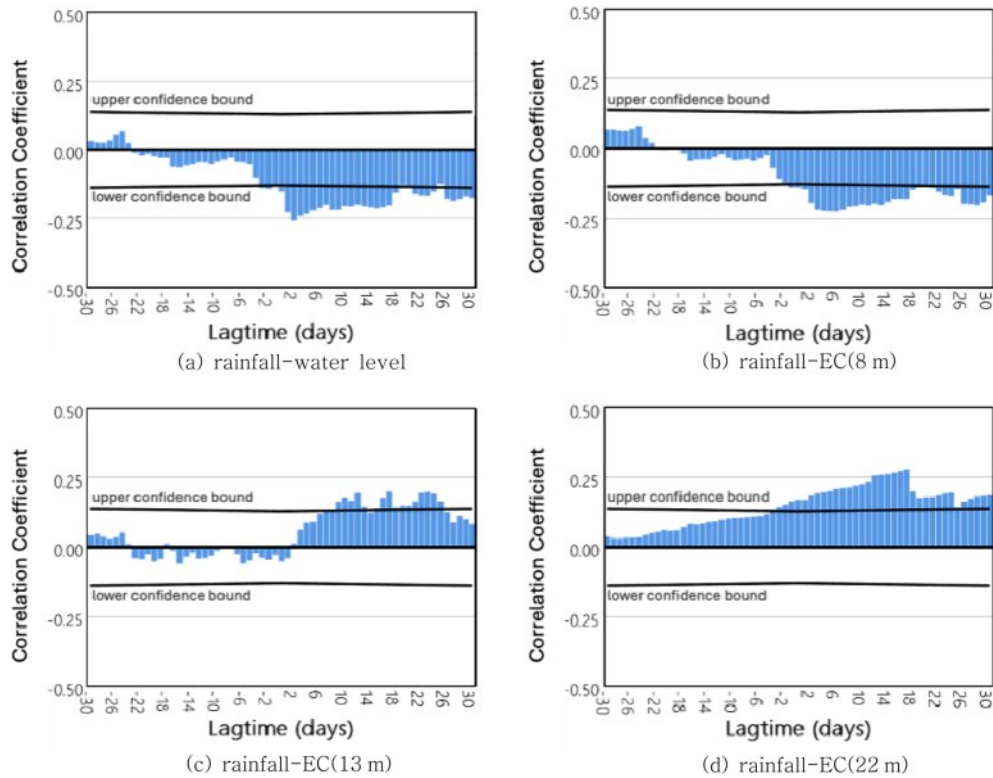 0.50
0.25
0.00
-0.25
-0.50
Correlation Coefficient
upper confidence bound
lower confidence bound
-30 -26 -22 -18 -14 -10 -6 -2 2 6 10 14 18 22 26 30
Lagtime (days)
(a) rainfall-water level
0.50
0.25
0.00
-0.25
-0.50
Correlation Coefficient
upper confidence bound
lower confidence bound
-30 -26 -22 -18 -14 -10 -6 -2 2 6 10 14 18 22 26 30
Lagtime (days)
(b) rainfall-EC(8 m)
0.50
0.25
0.00
-0.25
-0.50
Correlation Coefficient
upper confidence bound
lower confidence bound
-30 -26 -22 -18 -14 -10 -6 -2 2 6 10 14 18 22 26 30
Lagtime (days)
(c) rainfall-EC(13 m)
0.50
0.25
0.00
-0.25
-0.50
Correlation Coefficient
upper confidence bound
lower confidence bound
-30 -26 -22 -18 -14 -10 -6 -2 2 6 10 14 18 22 26 30
Lagtime (days)
(d) rainfall-EC(22 m)